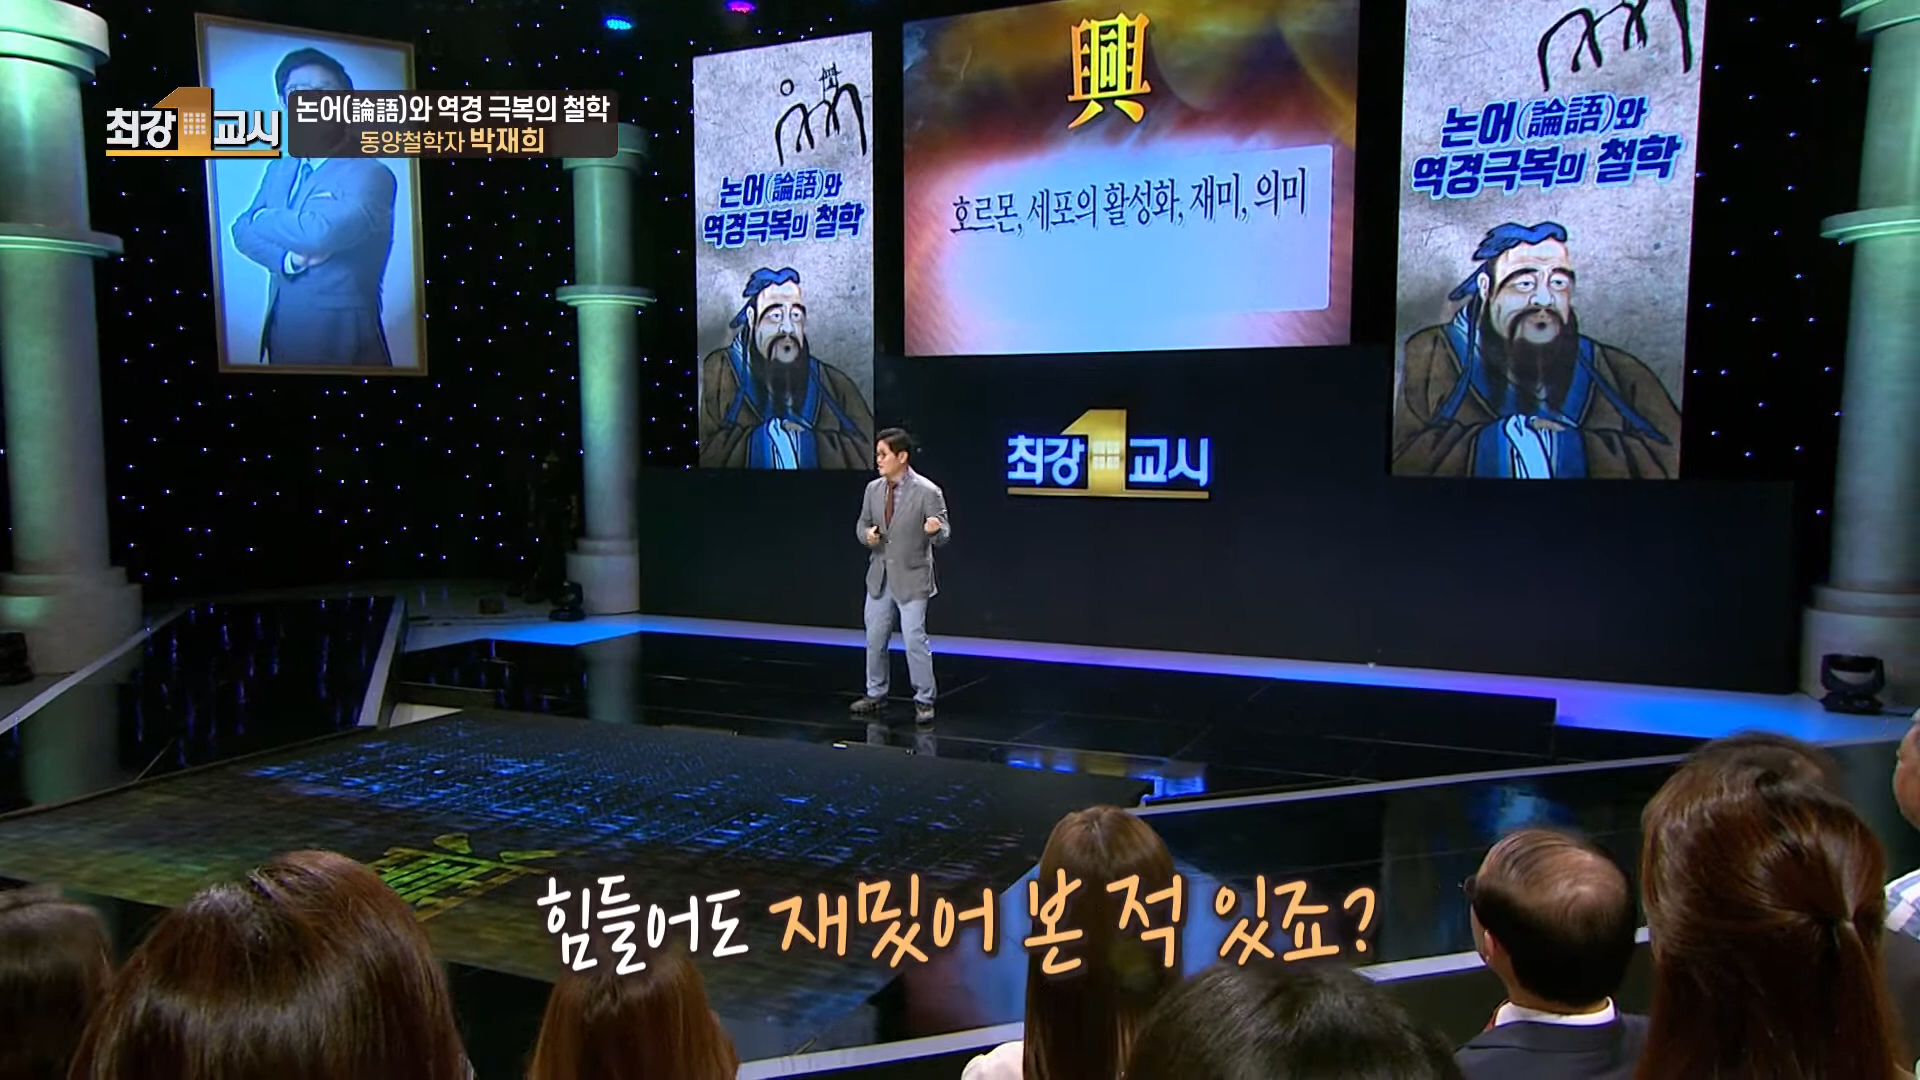 최강1교시
논어(論語)와 역경 극복의 철학
동양철학자 박재희
논어(論語)와
역경극복의 철학
興
호르몬, 세포의 활성화, 재미, 의미
논어(論語)와
역경극복의 철학
최강1교시
興
힘들어도 재밌어 본 적 있죠?